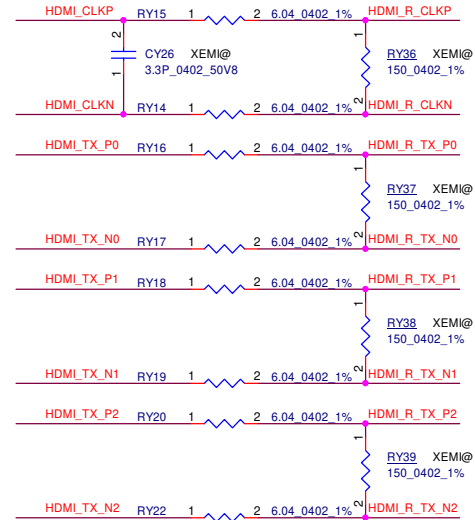 HDMI_CLKP RY15 1 2 6.04_0402_1% HDMI_R_CLKP
2 CY26 XEMI@ 1 RY36 XEMI@
1 3.3P_0402_50V8 150_0402_1%
HDMI_CLKN RY14 1 2 6.04_0402_1% 2 HDMI_R_CLKN
HDMI_TX_P0 RY16 1 2 6.04_0402_1% HDMI_R_TX_P0
1 RY37 XEMI@
150_0402_1%
HDMI_TX_N0 RY17 1 2 6.04_0402_1% 2 HDMI_R_TX_N0
HDMI_TX_P1 RY18 1 2 6.04_0402_1% HDMI_R_TX_P1
1 RY38 XEMI@
150_0402_1%
HDMI_TX_N1 RY19 1 2 6.04_0402_1% 2 HDMI_R_TX_N1
HDMI_TX_P2 RY20 1 2 6.04_0402_1% HDMI_R_TX_P2
1 RY39 XEMI@
150_0402_1%
HDMI_TX_N2 RY22 1 2 6.04_0402_1% 2 HDMI_R_TX_N2